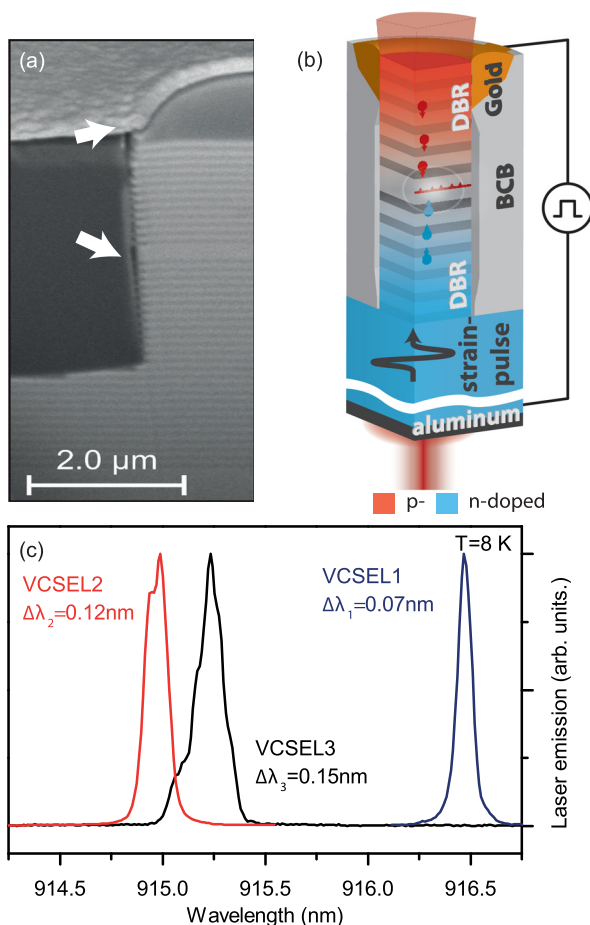 (a)
2.0 µm
(b)
DBR
Gold
BCB
DBR
strain-
pulse
aluminum
p- n-doped
(c)
T=8 K
VCSEL2
Δλ₂=0.12nm
VCSEL1
Δλ₁=0.07nm
VCSEL3
Δλ₃=0.15nm
Laser emission (arb. units.)
914.5 915.0 915.5 916.0 916.5
Wavelength (nm)